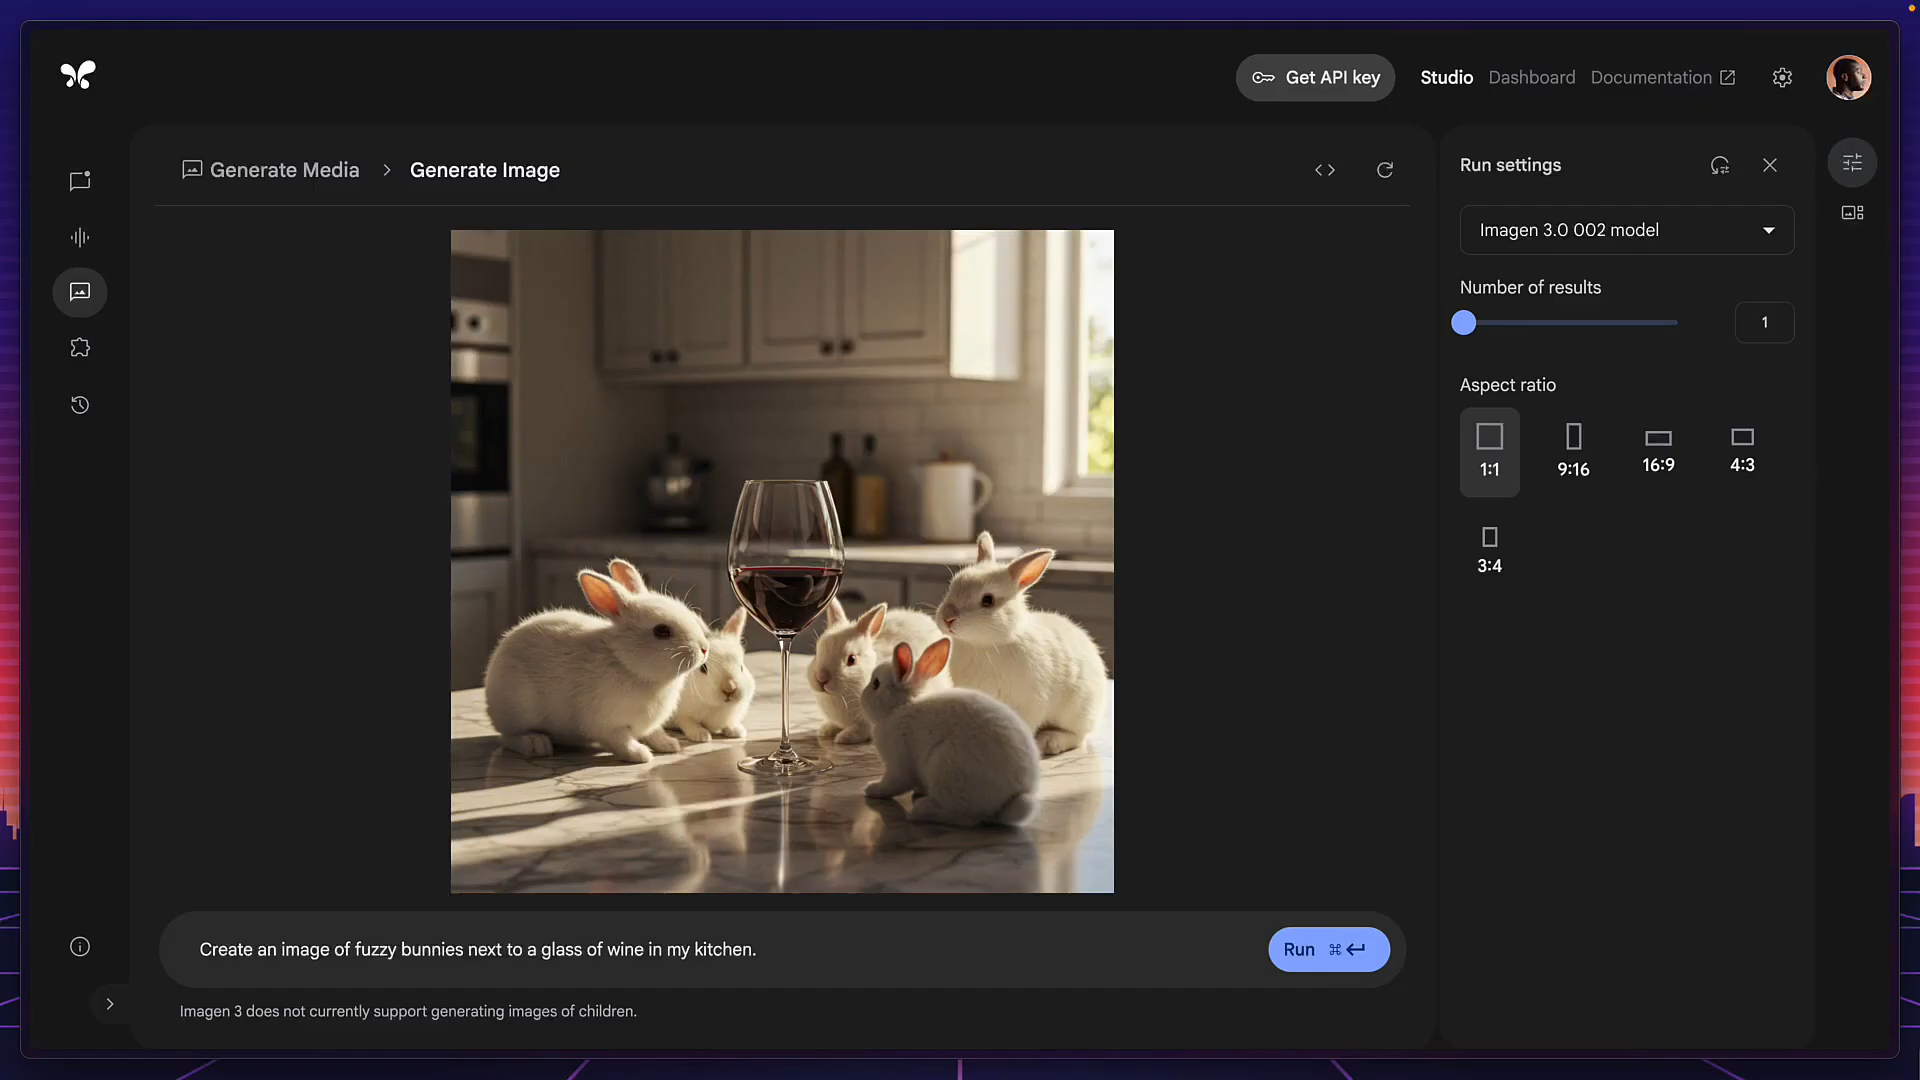 Get API key
Studio
Dashboard
Documentation
Generate Media
Generate Image
Run settings
Imagen 3.0 002 model
Number of results
1
Aspect ratio
1:1
9:16
16:9
4:3
3:4
Create an image of fuzzy bunnies next to a glass of wine in my kitchen.
Run ⌘↵
Imagen 3 does not currently support generating images of children.